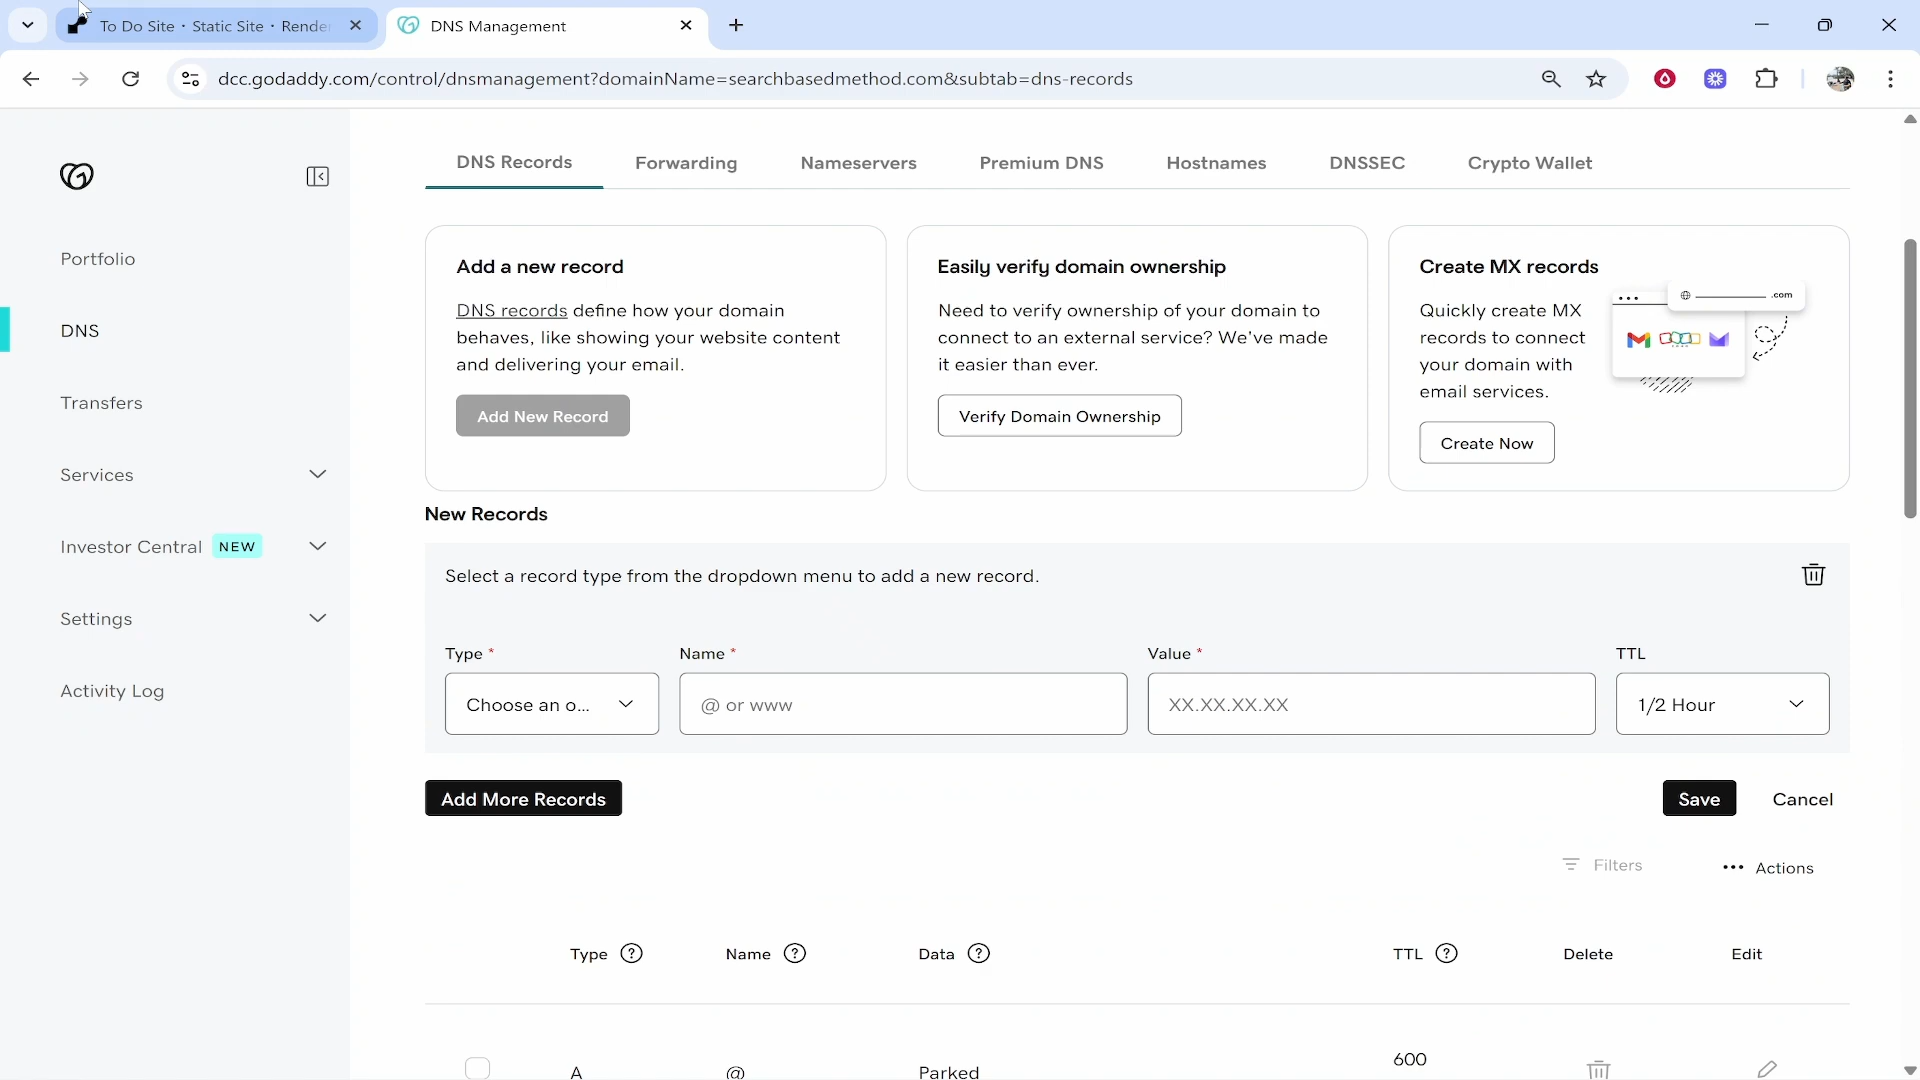 To Do Site · Static Site · Render
DNS Management
dcc.godaddy.com/control/dnsmanagement?domainName=searchbasedmethod.com&subtab=dns-records
DNS Records
Forwarding
Nameservers
Premium DNS
Hostnames
DNSSEC
Crypto Wallet
Portfolio
DNS
Transfers
Services
Investor Central NEW
Settings
Activity Log
Add a new record
DNS records define how your domain
behaves, like showing your website content
and delivering your email.
Add New Record
Easily verify domain ownership
Need to verify ownership of your domain to
connect to an external service? We've made
it easier than ever.
Verify Domain Ownership
Create MX records
Quickly create MX
records to connect
your domain with
email services.
.com
Create Now
New Records
Select a record type from the dropdown menu to add a new record.
Type *
Name *
Value *
TTL
Choose an o...
@ or www
XX.XX.XX.XX
1/2 Hour
Add More Records
Save
Cancel
Filters
Actions
Type ?
Name ?
Data ?
TTL ?
Delete
Edit
A
@
Parked
600